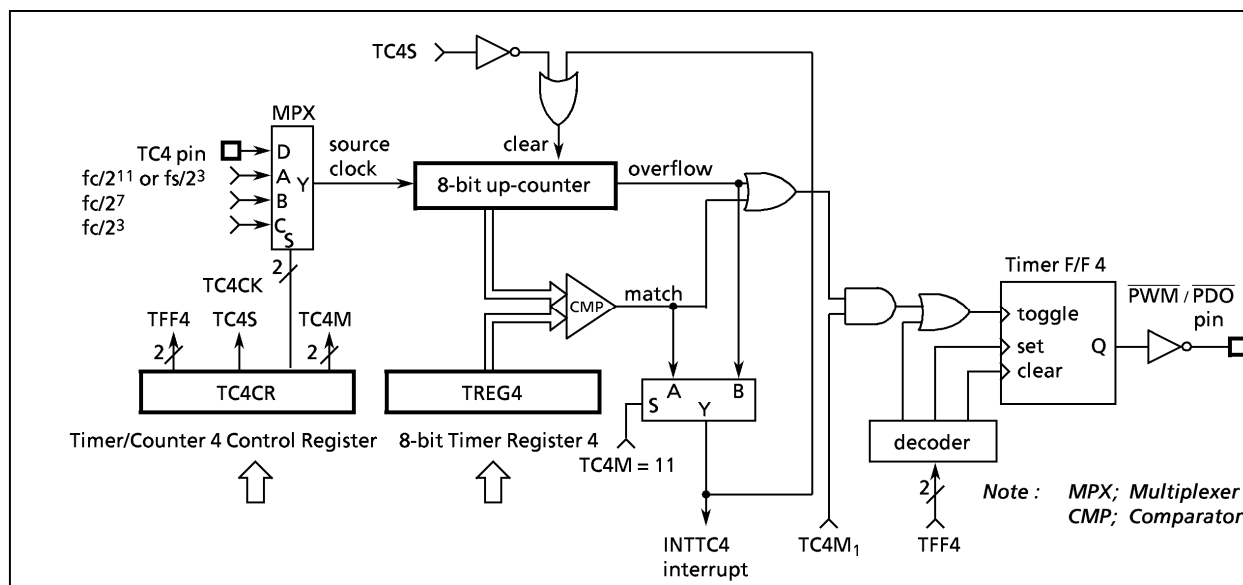 TC4S
MPX
TC4 pin
D
fc/2¹¹ or fs/2³
A
Y
fc/2⁷
B
fc/2³
C
S
source
clock
clear
8-bit up-counter
overflow
2
TC4CK
TFF4
TC4S
TC4M
2
2
TC4CR
Timer/Counter 4 Control Register
CMP
match
TREG4
8-bit Timer Register 4
S
A
B
Y
TC4M = 11
INTTC4
interrupt
TC4M₁
Timer F/F 4
toggle
set
clear
Q
P̅W̅M̅ / P̅D̅O̅
pin
decoder
2
TFF4
Note : MPX; Multiplexer
CMP; Comparator